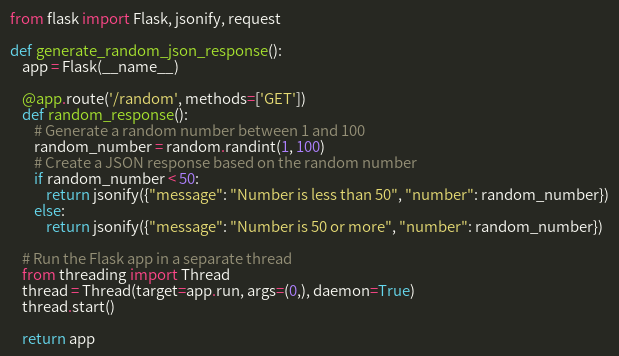 from flask import Flask, jsonify, request

def generate_random_json_response():
    app = Flask(__name__)

    @app.route('/random', methods=['GET'])
    def random_response():
        # Generate a random number between 1 and 100
        random_number = random.randint(1, 100)
        # Create a JSON response based on the random number
        if random_number < 50:
            return jsonify({"message": "Number is less than 50", "number": random_number})
        else:
            return jsonify({"message": "Number is 50 or more", "number": random_number})

    # Run the Flask app in a separate thread
    from threading import Thread
    thread = Thread(target=app.run, args=(0,), daemon=True)
    thread.start()

    return app